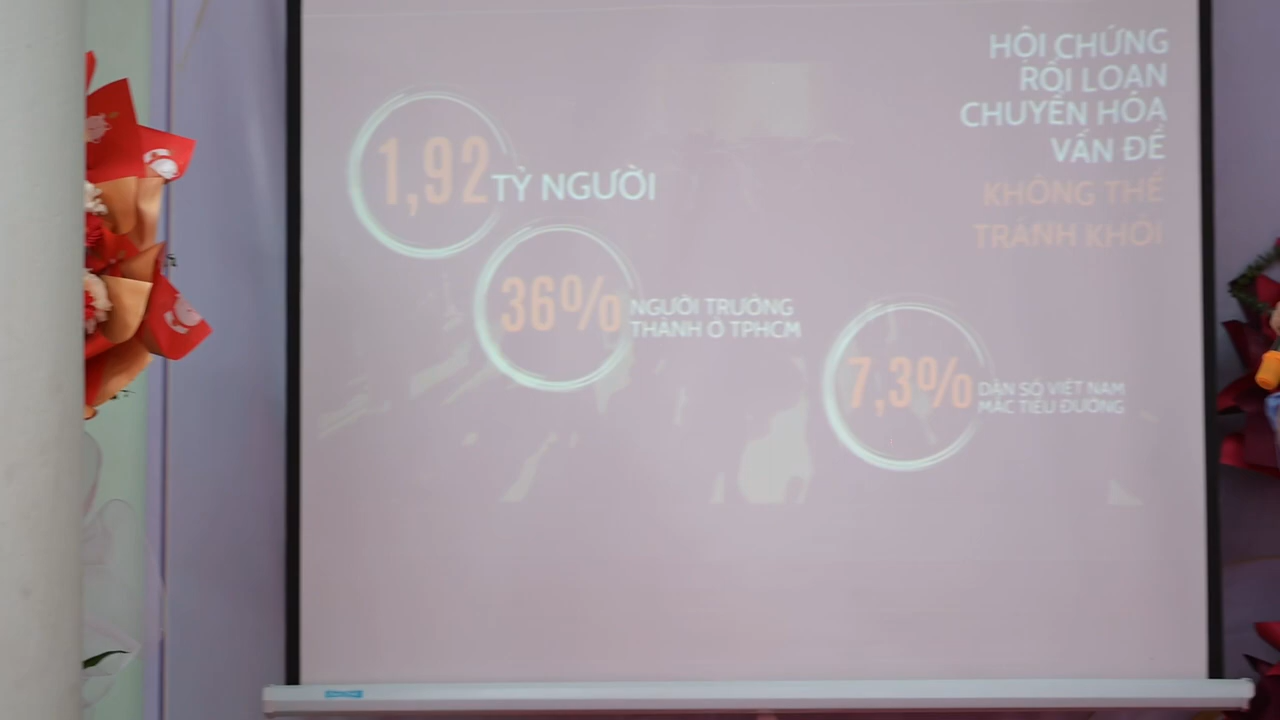 HỘI CHỨNG
RỐI LOẠN
CHUYỂN HÓA
VẤN ĐỀ
KHÔNG THỂ
TRÁNH KHỎI
1,92 TỶ NGƯỜI
36% NGƯỜI TRƯỞNG
THÀNH Ở TPHCM
7,3% DÂN SỐ VIỆT NAM
MẮC TIỂU ĐƯỜNG